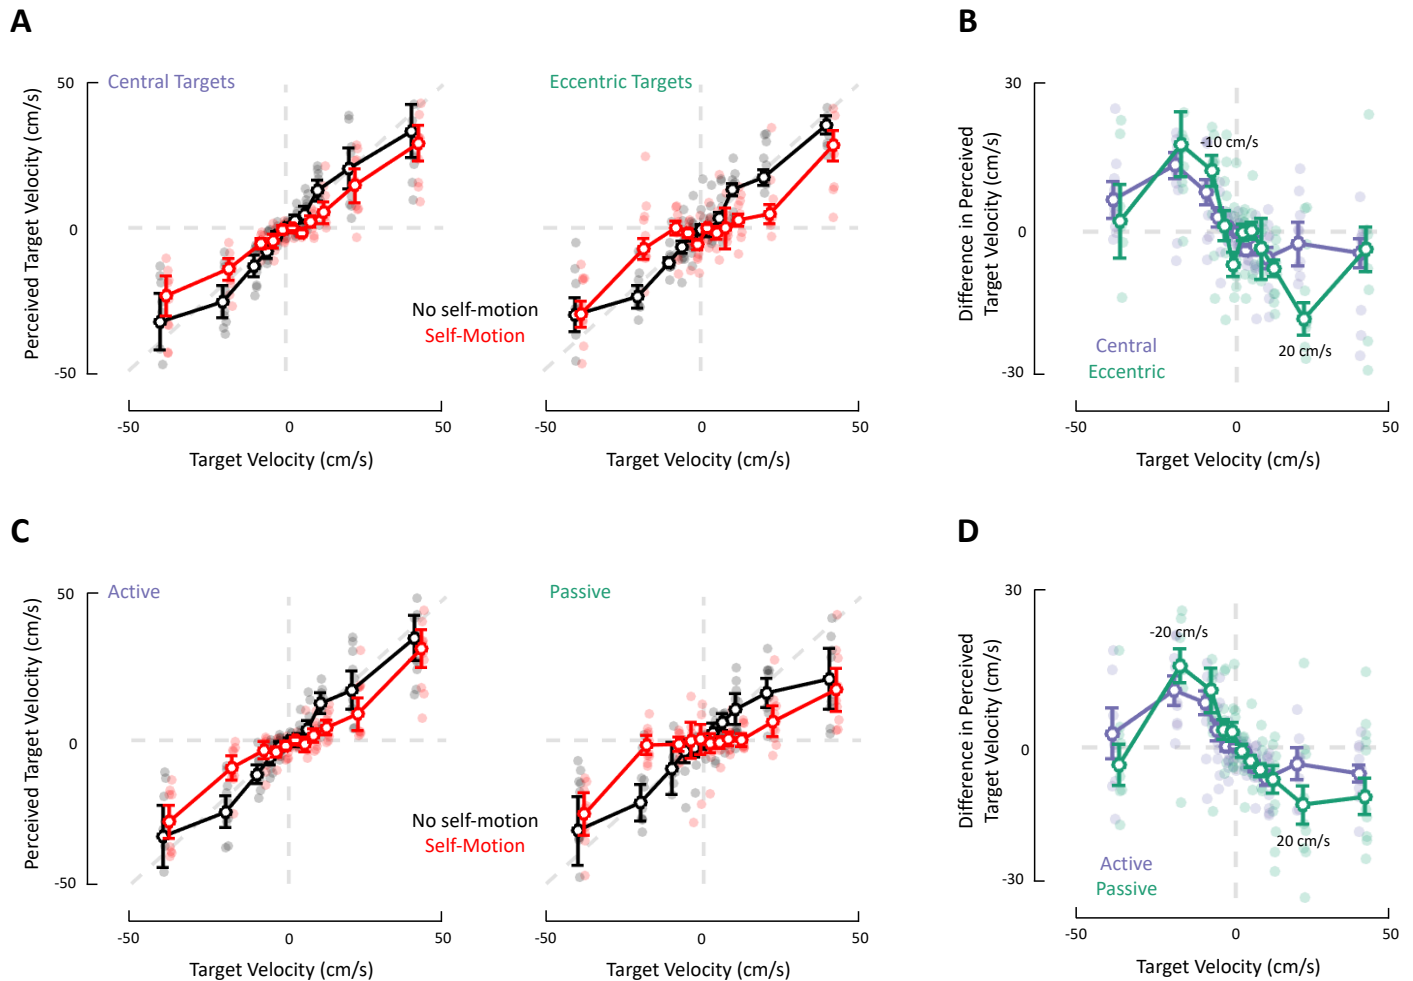 A
B
Central Targets
Eccentric Targets
50
0
-50
Perceived Target Velocity (cm/s)
No self-motion
Self-Motion
-50
0
50
Target Velocity (cm/s)
-50
0
50
Target Velocity (cm/s)
30
0
-30
Difference in Perceived
Target Velocity (cm/s)
-10 cm/s
20 cm/s
Central
Eccentric
-50
0
50
Target Velocity (cm/s)
C
D
Active
Passive
50
0
-50
Perceived Target Velocity (cm/s)
No self-motion
Self-Motion
-50
0
50
Target Velocity (cm/s)
-50
0
50
Target Velocity (cm/s)
30
0
-30
Difference in Perceived
Target Velocity (cm/s)
-20 cm/s
20 cm/s
Active
Passive
-50
0
50
Target Velocity (cm/s)